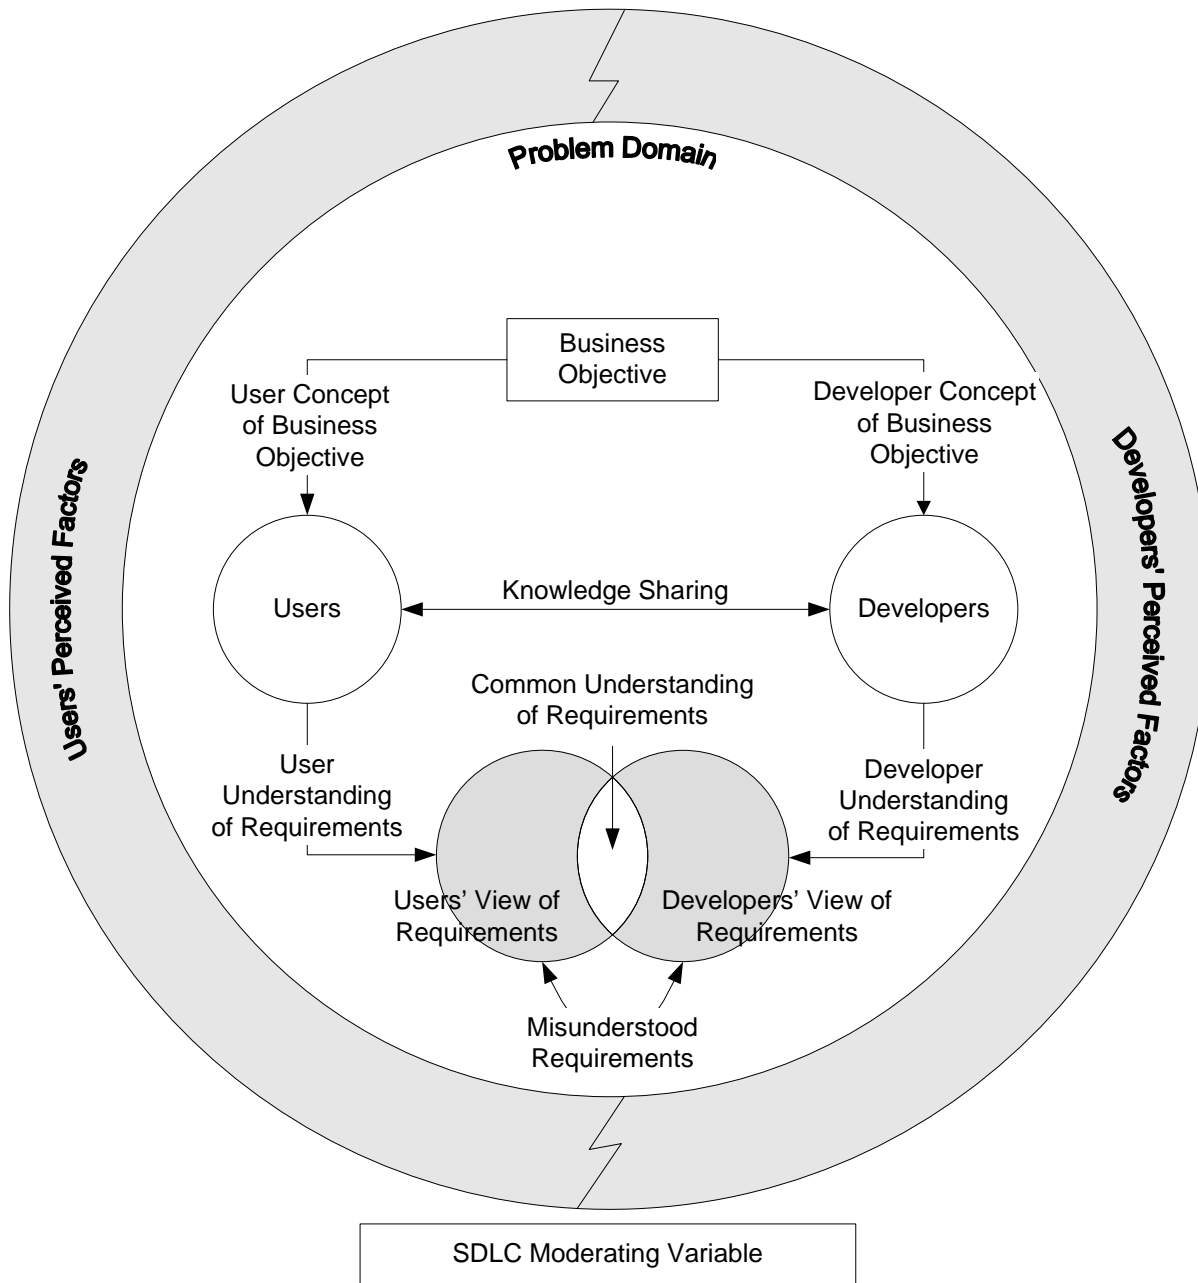 Problem Domain
Business
Objective
User Concept
of Business
Objective
Developer Concept
of Business
Objective
Users' Perceived Factors
Developers' Perceived Factors
Users
Knowledge Sharing
Developers
Common Understanding
of Requirements
User
Understanding
of Requirements
Developer
Understanding
of Requirements
Users’ View of
Requirements
Developers’ View of
Requirements
Misunderstood
Requirements
SDLC Moderating Variable